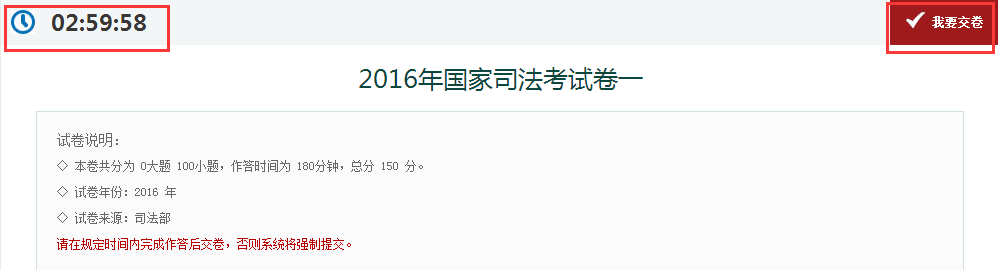 02:59:58
我要交卷
2016年国家司法考试卷一
试卷说明：
◇ 本卷共分为 0大题 100小题，作答时间为 180分钟，总分 150 分。
◇ 试卷年份：2016 年
◇ 试卷来源：司法部
请在规定时间内完成作答后交卷，否则系统将强制提交。